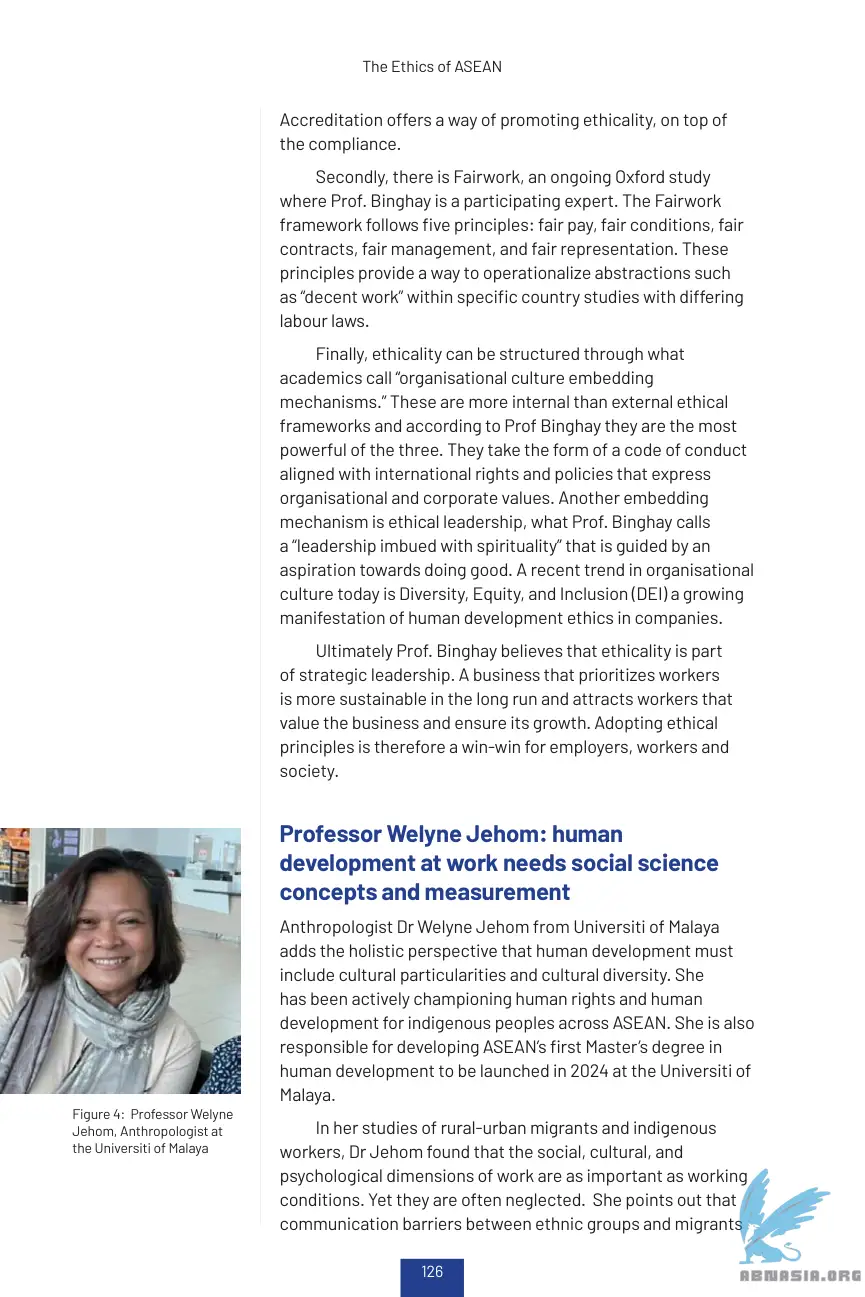 The Ethics of ASEAN
Accreditation offers a way of promoting ethicality, on top of
the compliance.
Secondly, there is Fairwork, an ongoing Oxford study
where Prof. Binghay is a participating expert. The Fairwork
framework follows five principles: fair pay, fair conditions, fair
contracts, fair management, and fair representation. These
principles provide a way to operationalize abstractions such
as “decent work” within specific country studies with differing
labour laws.
Finally, ethicality can be structured through what
academics call “organisational culture embedding
mechanisms.” These are more internal than external ethical
frameworks and according to Prof Binghay they are the most
powerful of the three. They take the form of a code of conduct
aligned with international rights and policies that express
organisational and corporate values. Another embedding
mechanism is ethical leadership, what Prof. Binghay calls
a “leadership imbued with spirituality” that is guided by an
aspiration towards doing good. A recent trend in organisational
culture today is Diversity, Equity, and Inclusion (DEI) a growing
manifestation of human development ethics in companies.
Ultimately Prof. Binghay believes that ethicality is part
of strategic leadership. A business that prioritizes workers
is more sustainable in the long run and attracts workers that
value the business and ensure its growth. Adopting ethical
principles is therefore a win-win for employers, workers and
society.
Professor Welyne Jehom: human
development at work needs social science
concepts and measurement
Anthropologist Dr Welyne Jehom from Universiti of Malaya
adds the holistic perspective that human development must
include cultural particularities and cultural diversity. She
has been actively championing human rights and human
development for indigenous peoples across ASEAN. She is also
responsible for developing ASEAN’s first Master’s degree in
human development to be launched in 2024 at the Universiti of
Malaya.
In her studies of rural-urban migrants and indigenous
workers, Dr Jehom found that the social, cultural, and
psychological dimensions of work are as important as working
conditions. Yet they are often neglected. She points out that
communication barriers between ethnic groups and migrants
Figure 4: Professor Welyne
Jehom, Anthropologist at
the Universiti of Malaya
126
ABNASIA.ORG